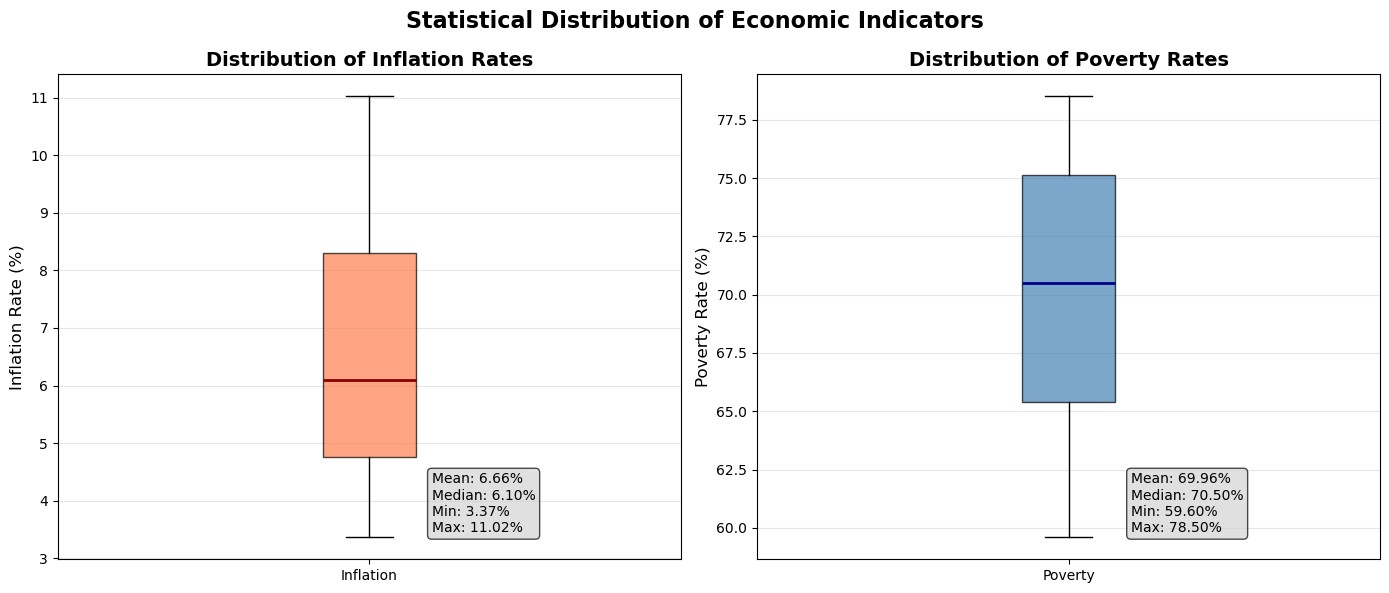 Statistical Distribution of Economic Indicators
Distribution of Inflation Rates
Inflation Rate (%)
11
10
9
8
7
6
5
4
3
Mean: 6.66%
Median: 6.10%
Min: 3.37%
Max: 11.02%
Inflation
Distribution of Poverty Rates
Poverty Rate (%)
77.5
75.0
72.5
70.0
67.5
65.0
62.5
60.0
Mean: 69.96%
Median: 70.50%
Min: 59.60%
Max: 78.50%
Poverty